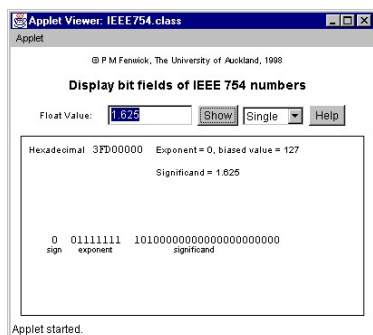 Applet Viewer: IEEE754.class
Applet
@ P M Fenwick, The University of Auckland, 1998
Display bit fields of IEEE 754 numbers
Float Value: 1.625 Show Single Help
Hexadecimal 3FD00000 Exponent = 0, biased value = 127
Significand = 1.625
0 01111111 10100000000000000000000
sign exponent significand
Applet started.